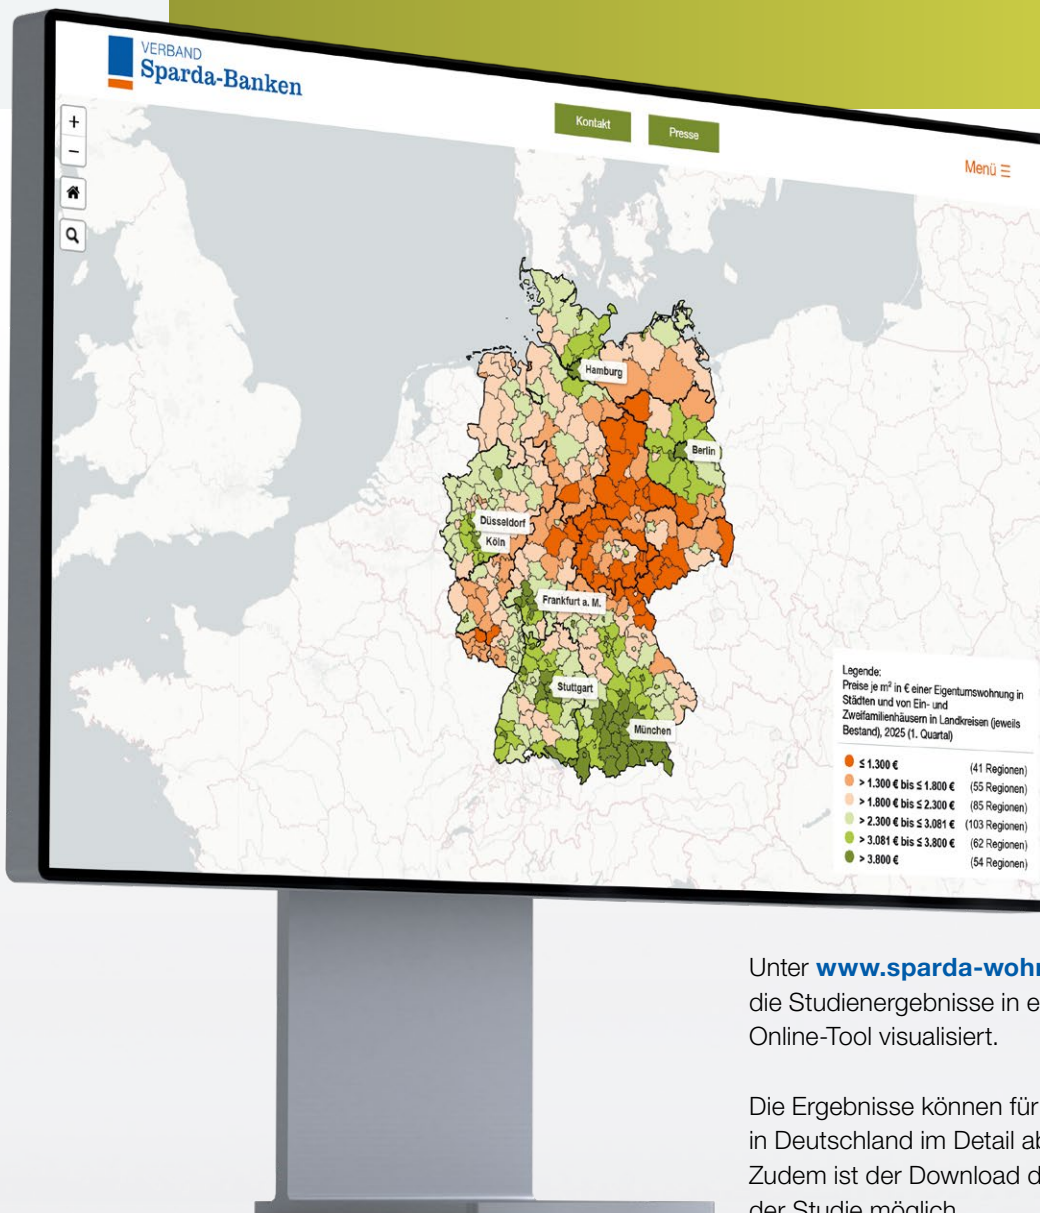 VERBAND
Sparda-Banken
Kontakt
Presse
Menü
+
−
Hamburg
Berlin
Düsseldorf
Köln
Frankfurt a. M.
Stuttgart
München
Legende:
Preise je m² in € einer Eigentumswohnung in
Städten und von Ein- und
Zweifamilienhäusern in Landkreisen (jeweils
Bestand), 2025 (1. Quartal)
≤ 1.300 € (41 Regionen)
> 1.300 € bis ≤ 1.800 € (55 Regionen)
> 1.800 € bis ≤ 2.300 € (85 Regionen)
> 2.300 € bis ≤ 3.081 € (103 Regionen)
> 3.081 € bis ≤ 3.800 € (62 Regionen)
> 3.800 € (54 Regionen)
Unter www.sparda-wohn
die Studienergebnisse in e
Online-Tool visualisiert.
Die Ergebnisse können für
in Deutschland im Detail ab
Zudem ist der Download d
der Studie möglich.